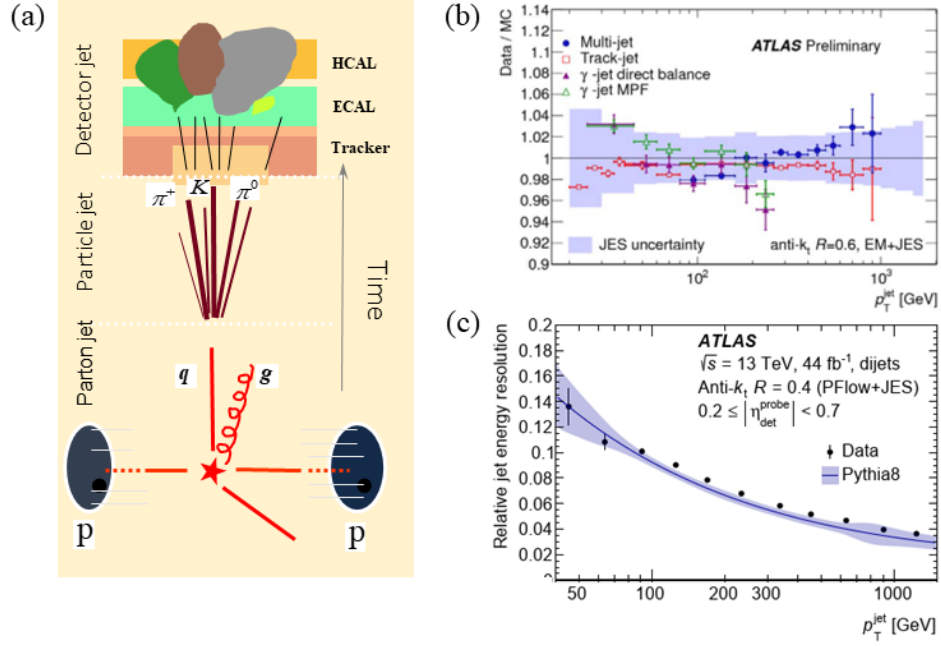 (a)
Detector jet
HCAL
ECAL
Tracker
π⁺ K π⁰
Particle jet
Time
Parton jet
q g
p p
(b)
Data / MC
1.14
1.12
1.1
1.08
1.06
1.04
1.02
1
0.98
0.96
0.94
0.92
0.9
Multi-jet
Track-jet
γ -jet direct balance
γ -jet MPF
ATLAS Preliminary
JES uncertainty
anti-kₜ R=0.6, EM+JES
10² 10³
p_T^jet [GeV]
(c)
Relative jet energy resolution
0.2
0.18
0.16
0.14
0.12
0.1
0.08
0.06
0.04
0.02
ATLAS
√s = 13 TeV, 44 fb⁻¹, dijets
Anti-kₜ R = 0.4 (PFlow+JES)
0.2 ≤ |η_det^probe| < 0.7
Data
Pythia8
50 100 200 300 1000
p_T^jet [GeV]